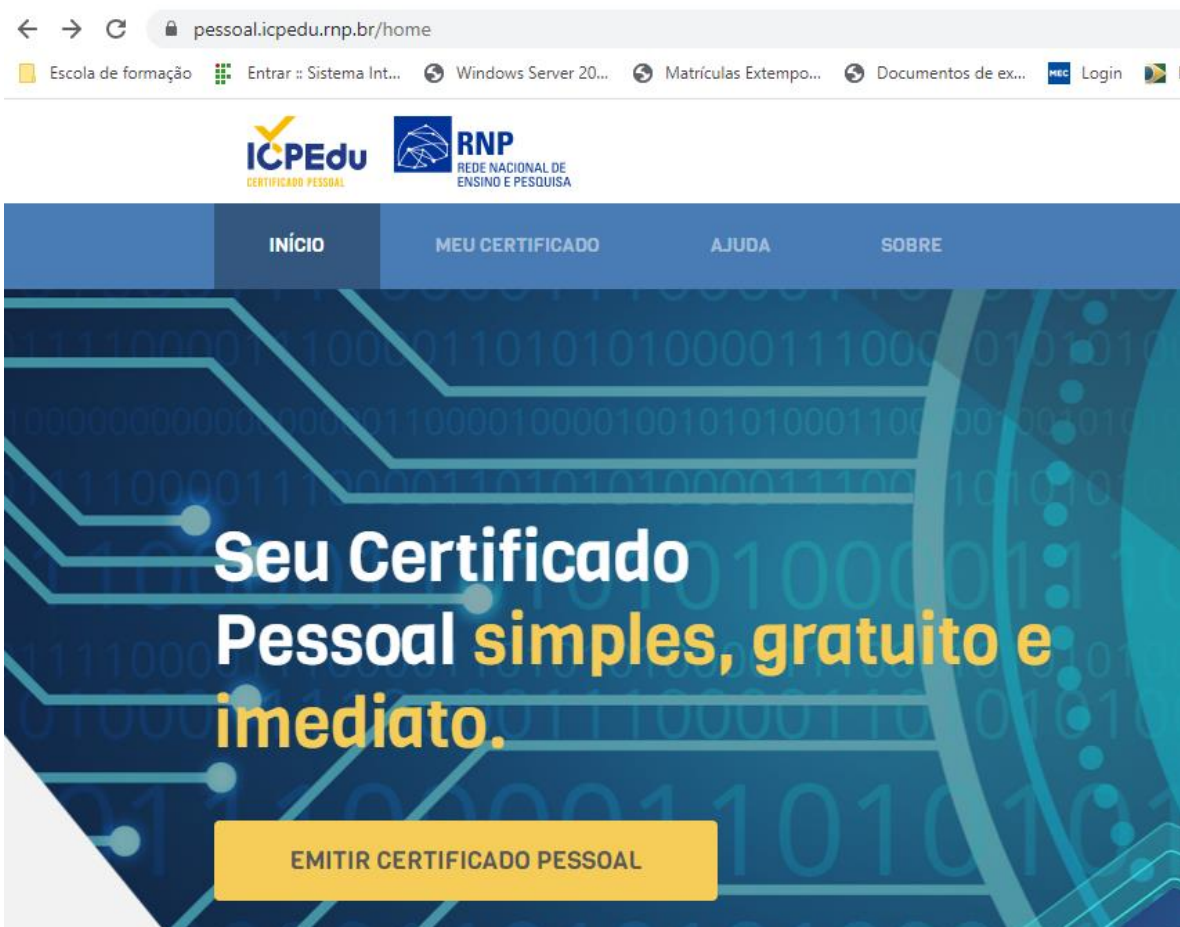 pessoal.icpedu.rnp.br/home
Escola de formação Entrar :: Sistema Int... Windows Server 20... Matrículas Extempo... Documentos de ex... MEC Login
ICPEdu
CERTIFICADO PESSOAL
RNP
REDE NACIONAL DE
ENSINO E PESQUISA
INÍCIO MEU CERTIFICADO AJUDA SOBRE
Seu Certificado
Pessoal simples, gratuito e
imediato.
EMITIR CERTIFICADO PESSOAL